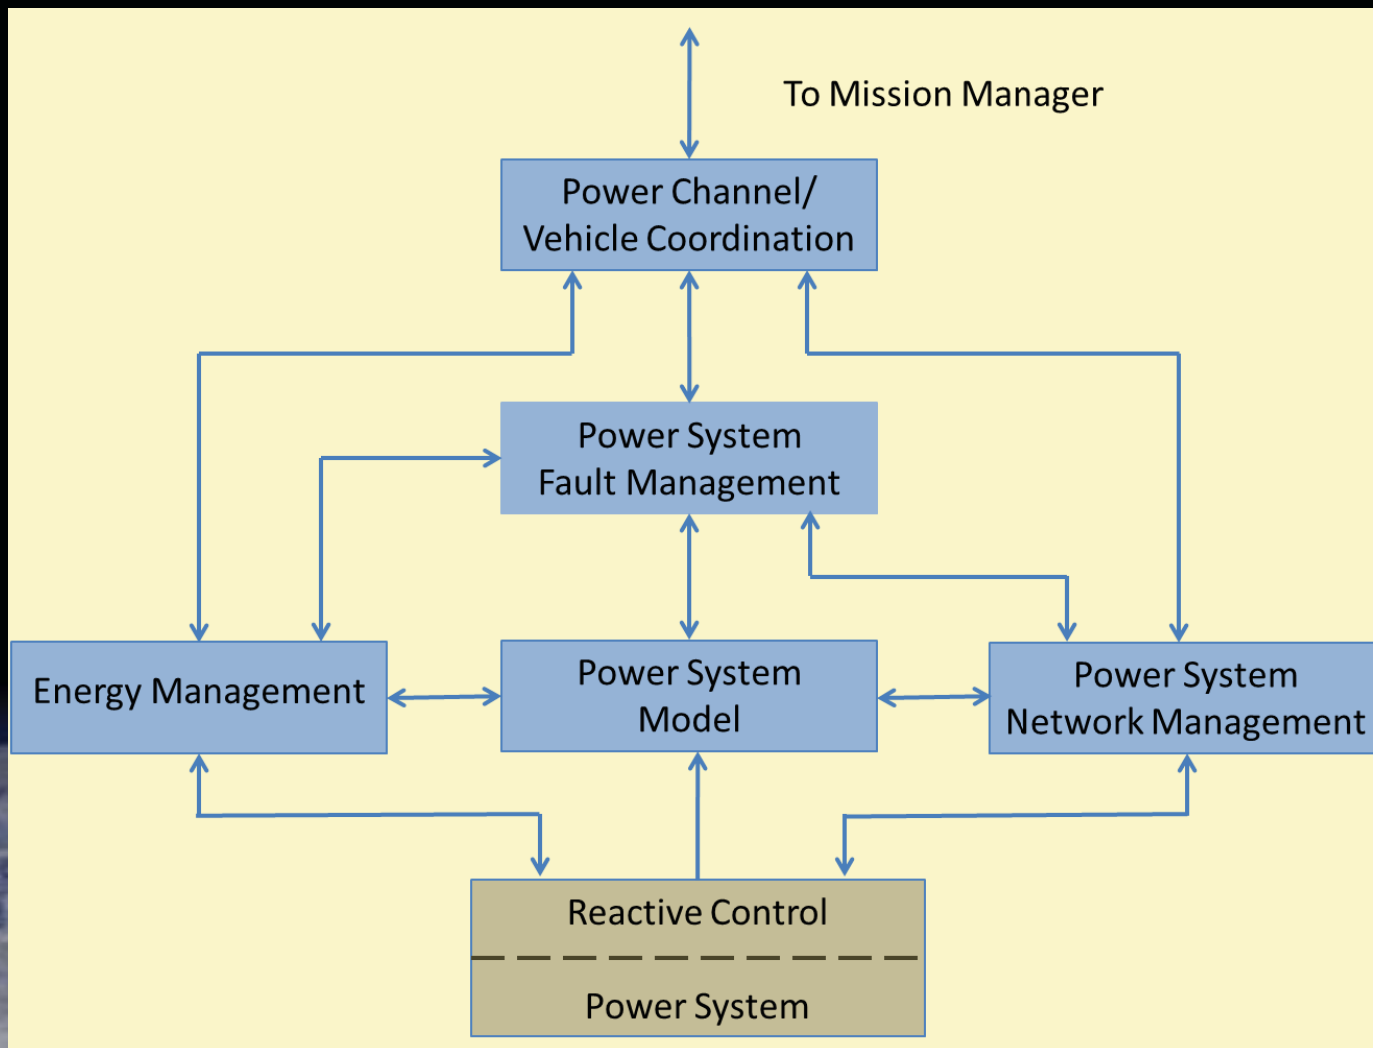 To Mission Manager
Power Channel/
Vehicle Coordination
Power System
Fault Management
Energy Management
Power System
Model
Power System
Network Management
Reactive Control
Power System